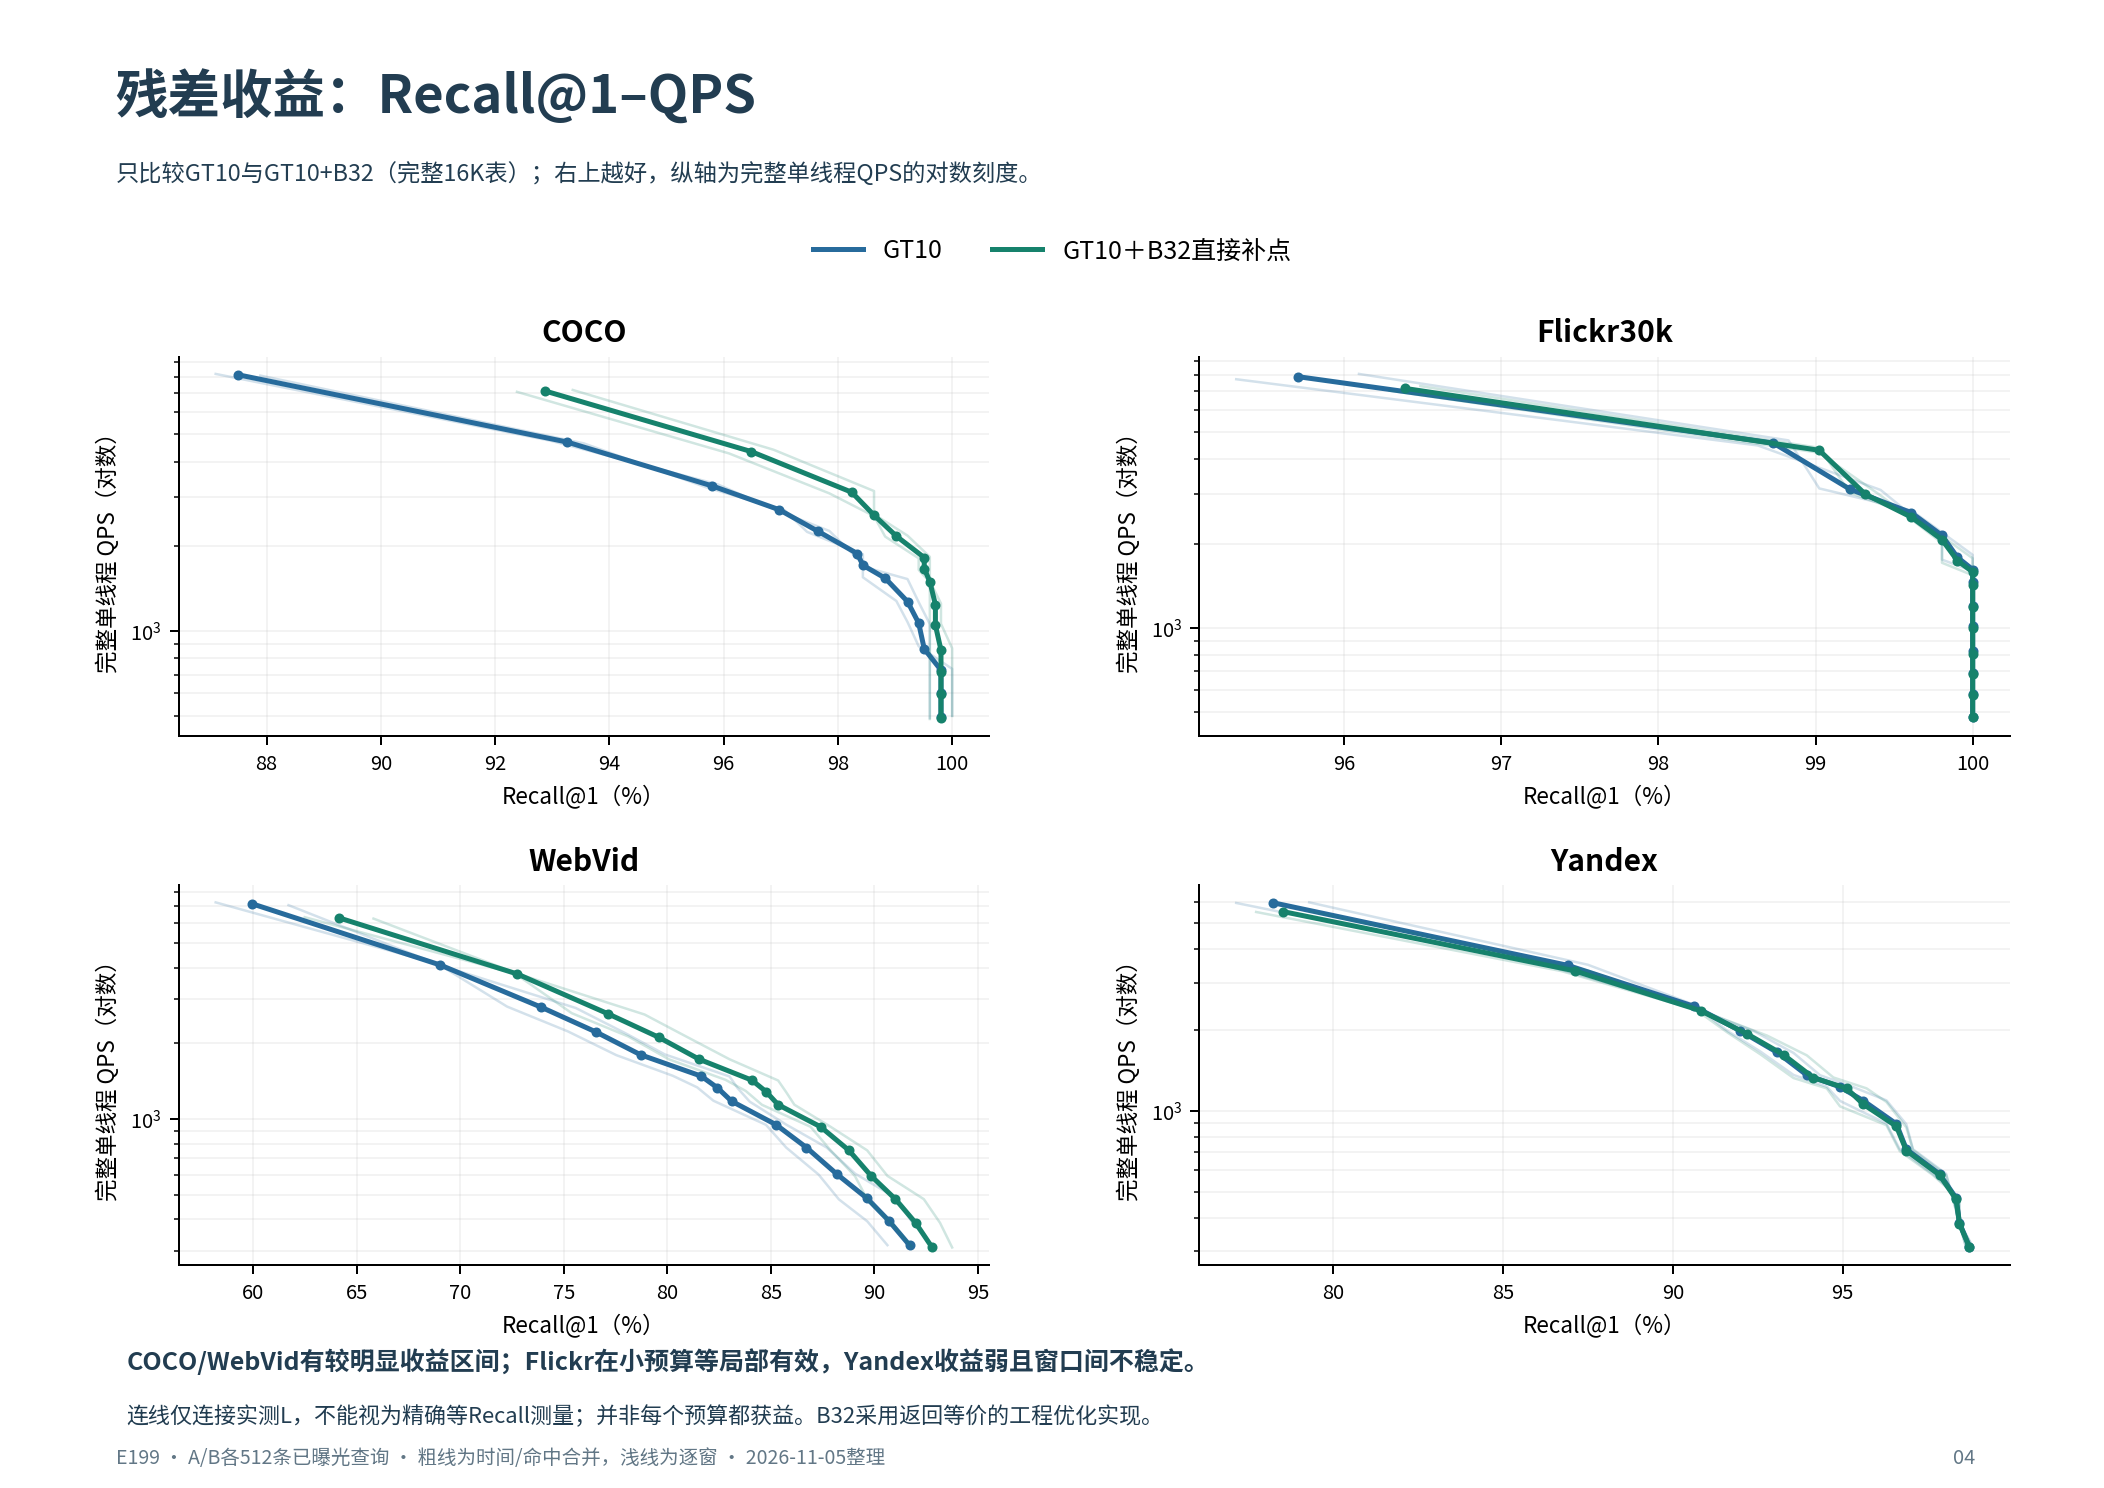 残差收益：Recall@1–QPS
只比较GT10与GT10+B32（完整16K表）；右上越好，纵轴为完整单线程QPS的对数刻度。
GT10
GT10＋B32直接补点
COCO
完整单线程 QPS（对数）
10³
88 90 92 94 96 98 100
Recall@1（%）
Flickr30k
完整单线程 QPS（对数）
10³
96 97 98 99 100
Recall@1（%）
WebVid
完整单线程 QPS（对数）
10³
60 65 70 75 80 85 90 95
Recall@1（%）
Yandex
完整单线程 QPS（对数）
10³
80 85 90 95
Recall@1（%）
COCO/WebVid有较明显收益区间；Flickr在小预算等局部有效，Yandex收益弱且窗口间不稳定。
连线仅连接实测L，不能视为精确等Recall测量；并非每个预算都获益。B32采用返回等价的工程优化实现。
E199 · A/B各512条已曝光查询 · 粗线为时间/命中合并，浅线为逐窗 · 2026-11-05整理
04